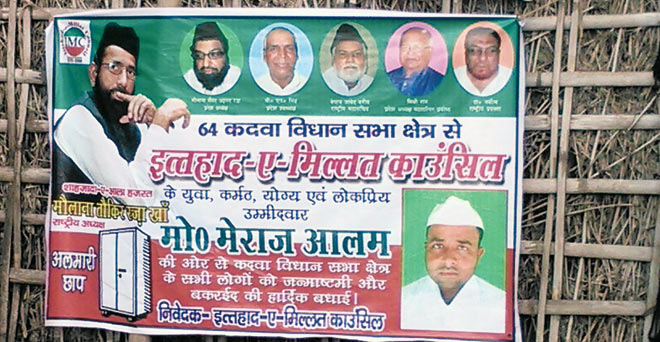 IMC
64 कदवा विधान सभा क्षेत्र से
इत्तहाद-ए-मिल्लत काउंसिल
के युवा, कर्मठ, योग्य एवं लोकप्रिय
उम्मीदवार
मो0 मेराज आलम
की ओर से कदवा विधान सभा क्षेत्र
के सभी लोगों को जन्माष्टमी और
बकरईद की हार्दिक बधाई।
निवेदक- इत्तहाद-ए-मिल्लत काउंसिल
शाहज़ादा-ए-आला हजरत
मौलाना तौकिर रज़ा खाँ
राष्ट्रीय अध्यक्ष
अलमारी
छाप